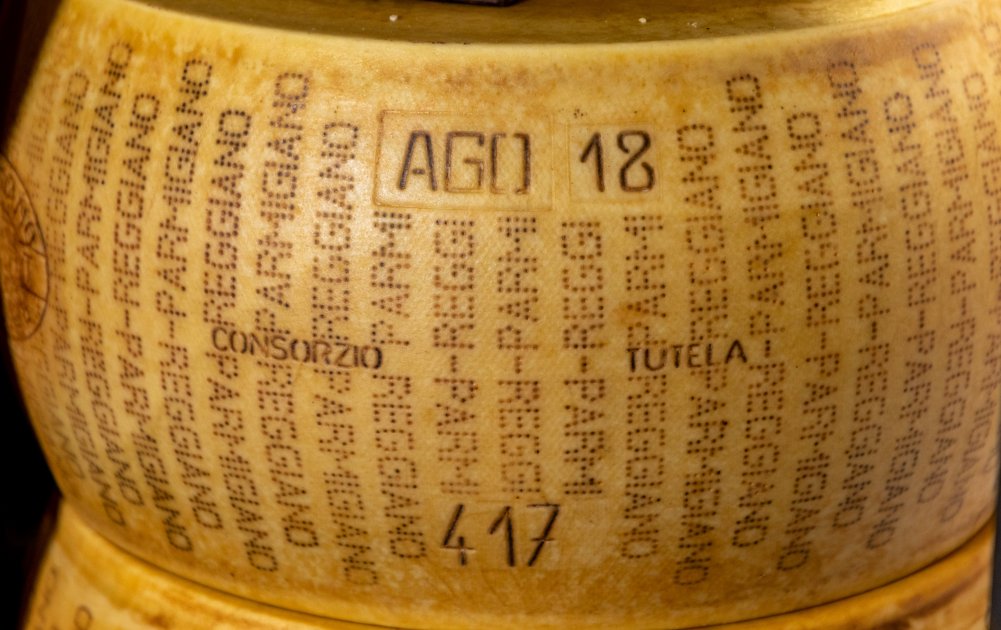 AGO 18
PARMIGIANO-REGGIANO
CONSORZIO TUTELA
417